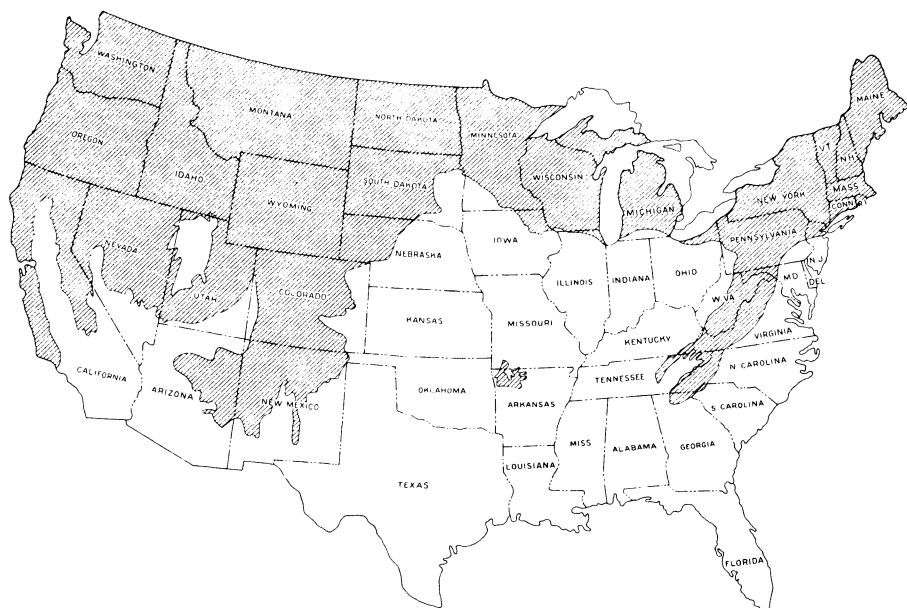 WASHINGTON
MONTANA
NORTH DAKOTA
MINNESOTA
MAINE
OREGON
IDAHO
SOUTH DAKOTA
WISCONSIN
MICHIGAN
VT.
N.H.
NEW YORK
MASS
CONN
R.I.
WYOMING
NEVADA
UTAH
COLORADO
NEBRASKA
IOWA
ILLINOIS
INDIANA
OHIO
PENNSYLVANIA
N.J.
MD.
DEL.
W.VA.
VIRGINIA
KANSAS
MISSOURI
KENTUCKY
CALIFORNIA
ARIZONA
NEW MEXICO
OKLAHOMA
ARKANSAS
TENNESSEE
N CAROLINA
S CAROLINA
TEXAS
LOUISIANA
MISS
ALABAMA
GEORGIA
FLORIDA